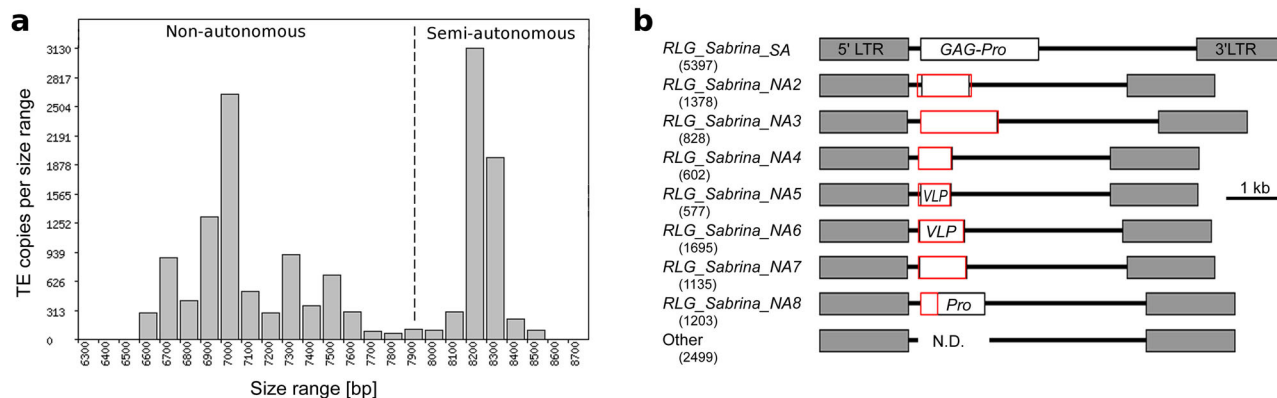 a
Non-autonomous
Semi-autonomous
3130
2817
2504
2191
1878
1565
1252
939
626
313
0
TE copies per size range
6300 6400 6500 6600 6700 6800 6900 7000 7100 7200 7300 7400 7500 7600 7700 7800 7900 8000 8100 8200 8300 8400 8500 8600 8700
Size range [bp]
b
RLG_Sabrina_SA
(5397)
5' LTR
GAG-Pro
3'LTR
RLG_Sabrina_NA2
(1378)
RLG_Sabrina_NA3
(828)
RLG_Sabrina_NA4
(602)
RLG_Sabrina_NA5
(577)
VLP
1 kb
RLG_Sabrina_NA6
(1695)
VLP
RLG_Sabrina_NA7
(1135)
RLG_Sabrina_NA8
(1203)
Pro
Other
(2499)
N.D.